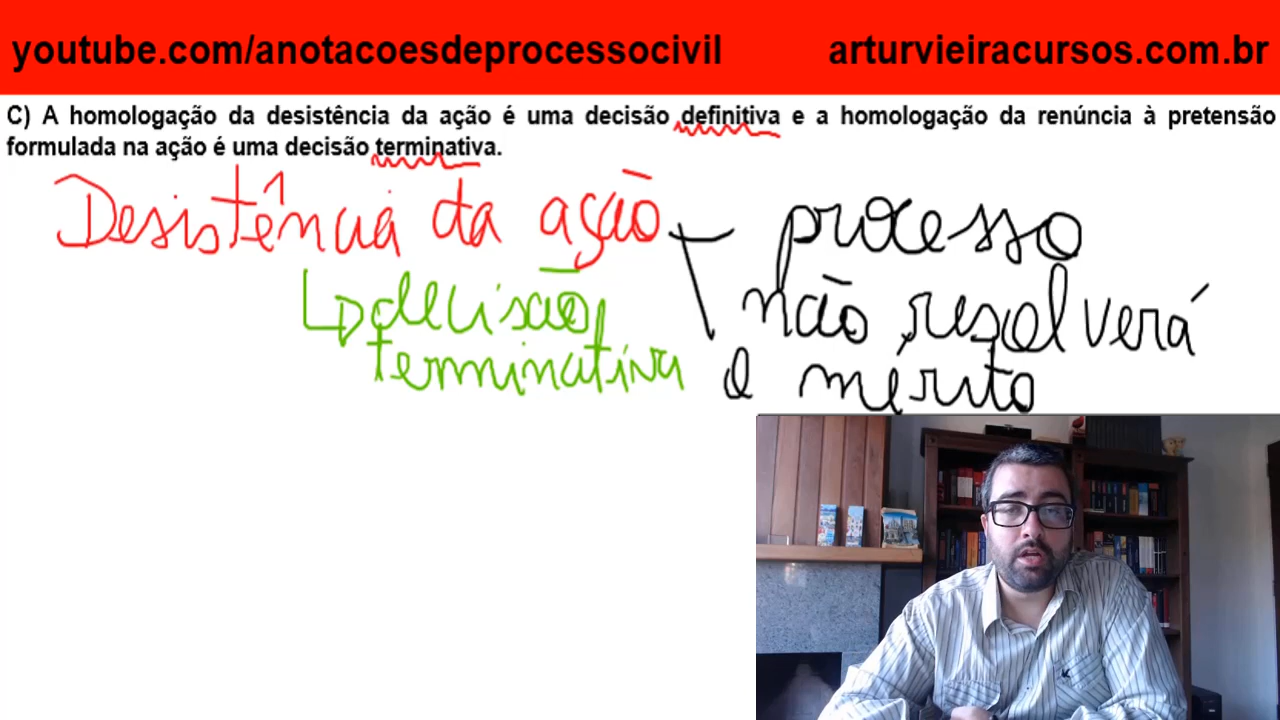 youtube.com/anotacoesdeprocessocivil arturvieiracursos.com.br
C) A homologação da desistência da ação é uma decisão definitiva e a homologação da renúncia à pretensão
formulada na ação é uma decisão terminativa.
Desistência da ação processo
decisão não resolverá
terminativa o mérito